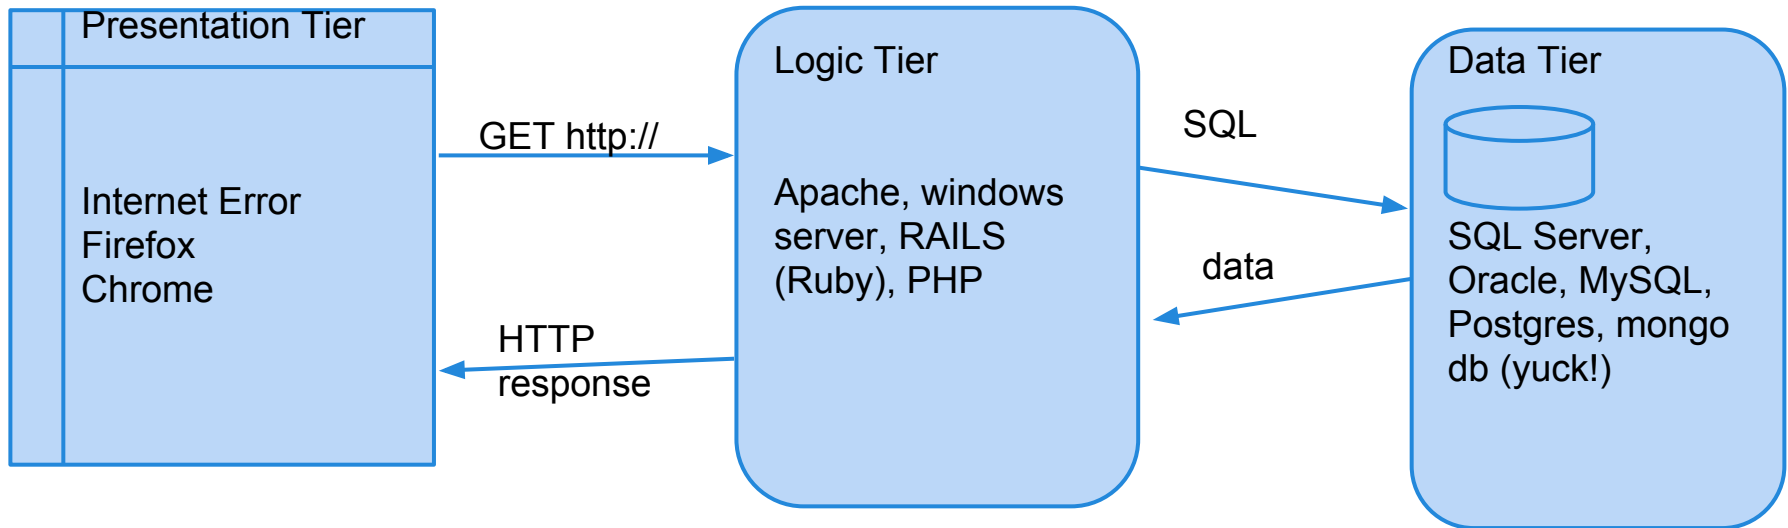 Presentation Tier
Internet Error
Firefox
Chrome
GET http://
HTTP
response
Logic Tier
Apache, windows
server, RAILS
(Ruby), PHP
SQL
data
Data Tier
SQL Server,
Oracle, MySQL,
Postgres, mongo
db (yuck!)